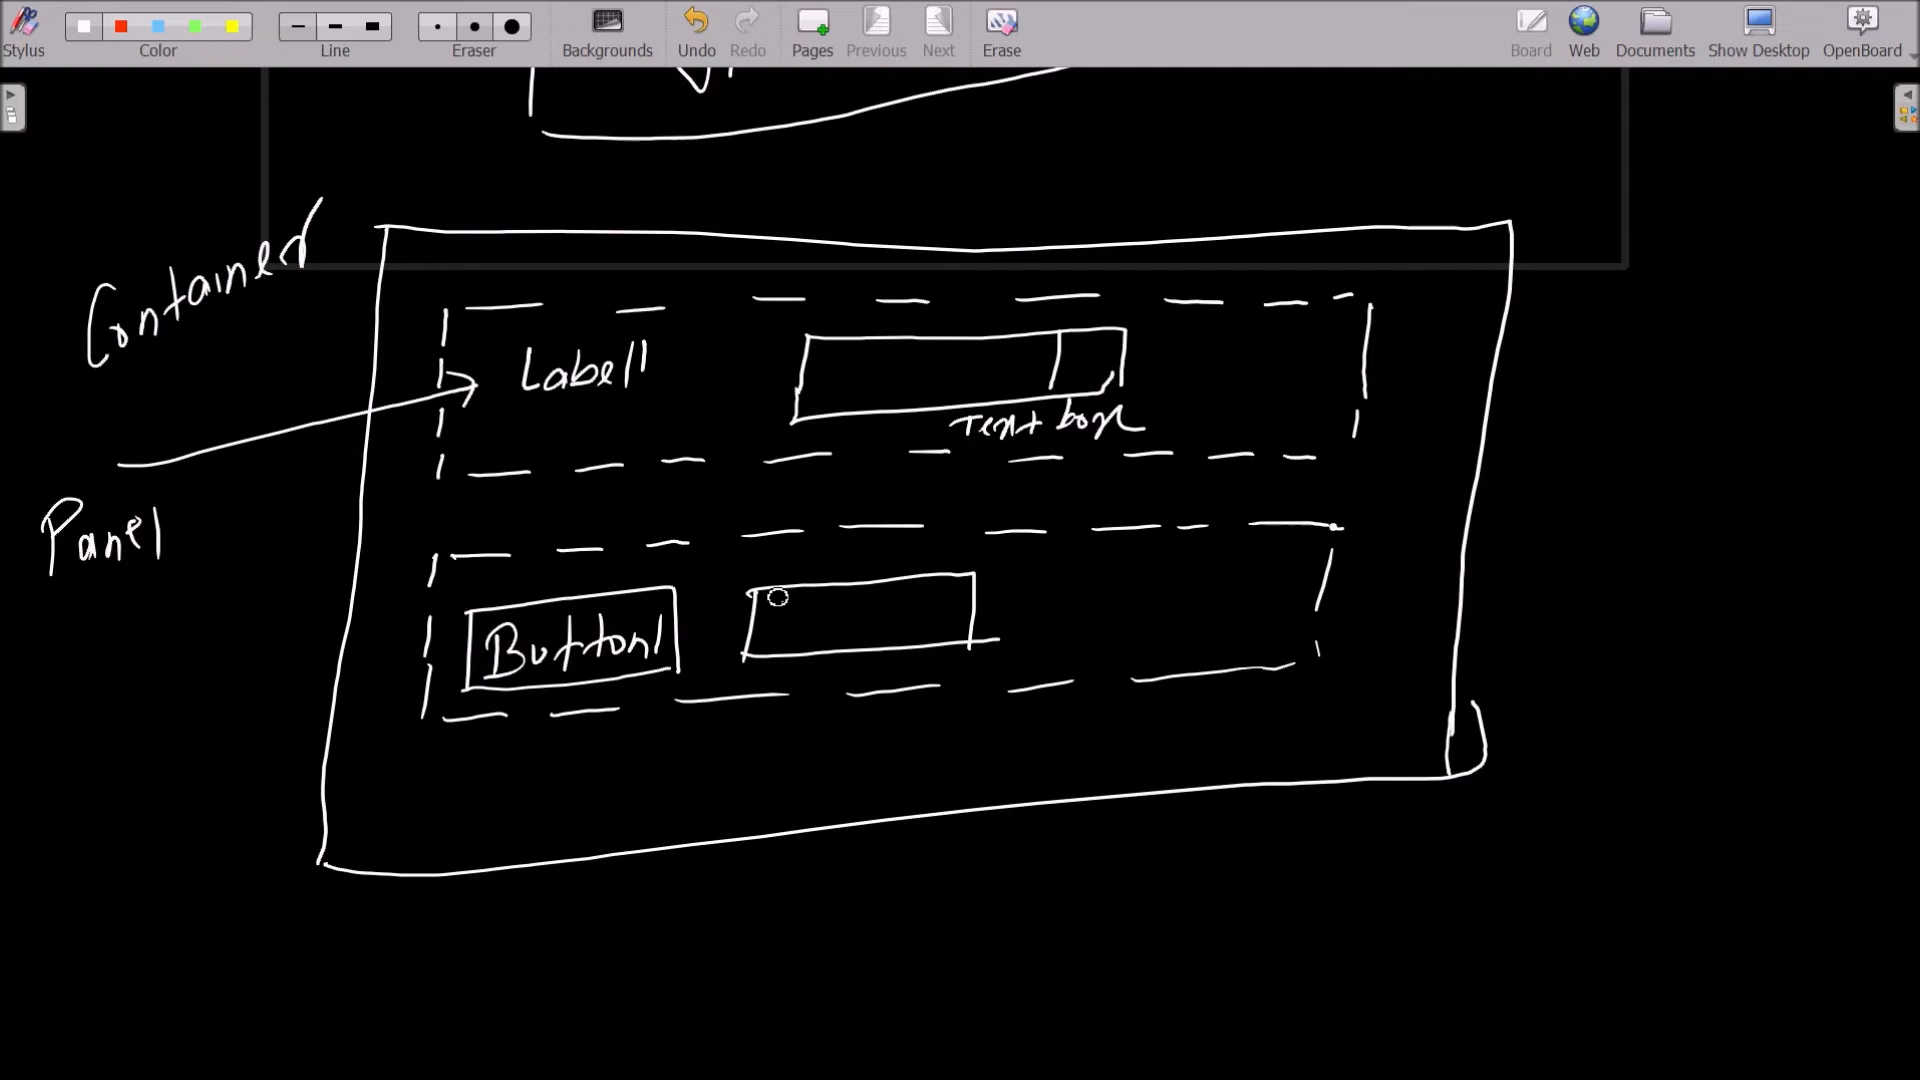 Stylus Color Line Eraser Backgrounds Undo Redo Pages Previous Next Erase Board Web Documents Show Desktop OpenBoard
Container
Label1
Text box
Panel
Button1